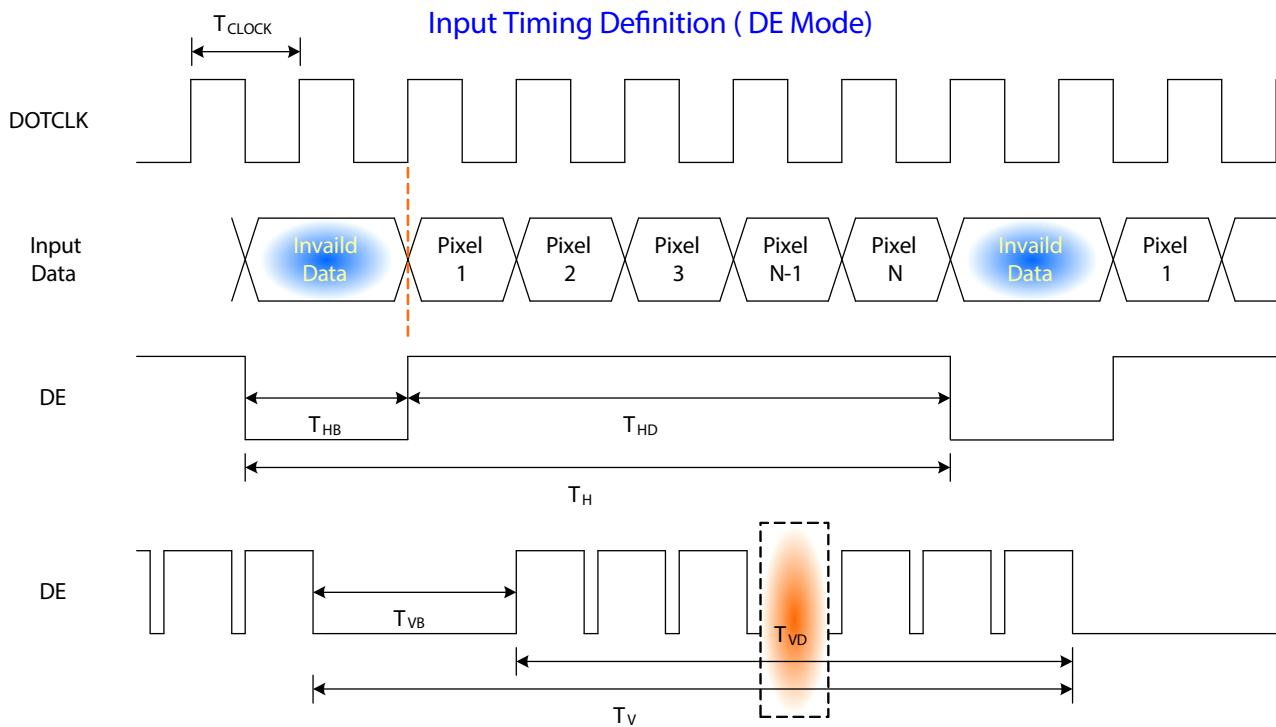 Input Timing Definition ( DE Mode)
TCLOCK
DOTCLK
Input
Data
Invaild
Data
Pixel
1
Pixel
2
Pixel
3
Pixel
N-1
Pixel
N
Invaild
Data
Pixel
1
DE
THB
THD
TH
DE
TVB
TVD
TV